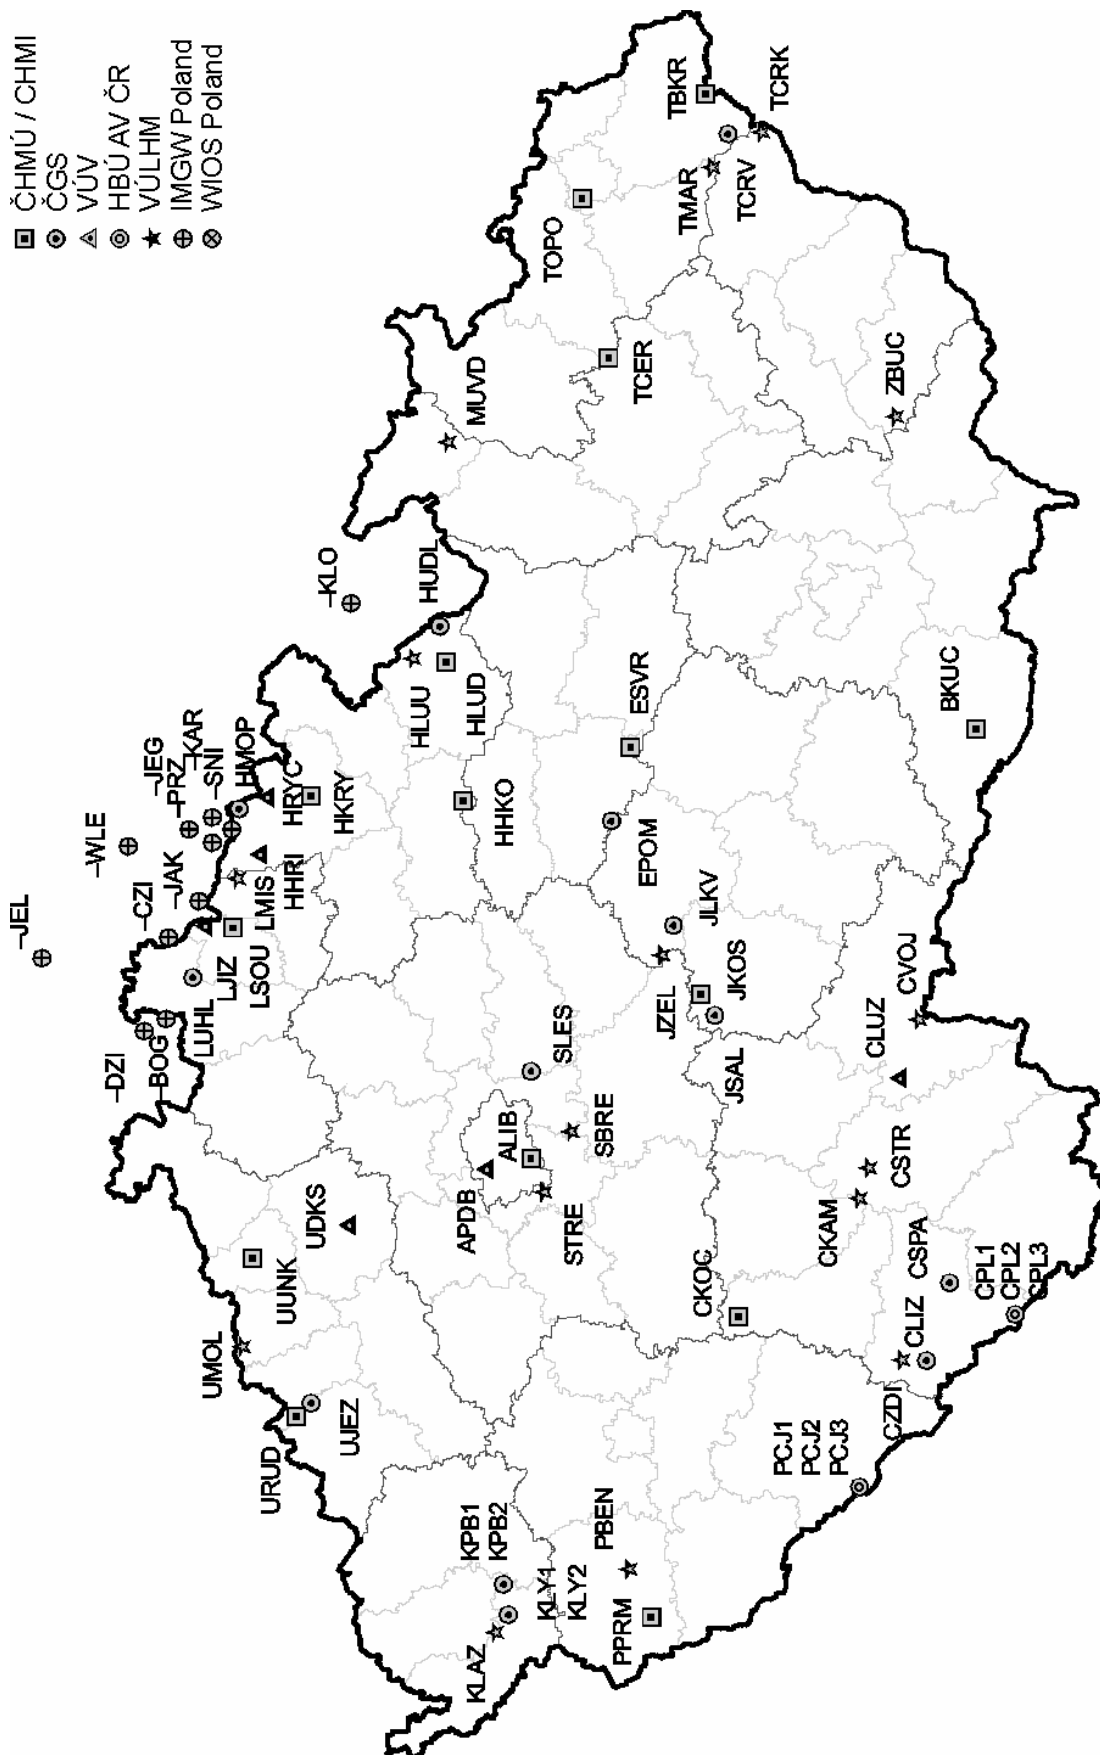 ČHMÚ / CHMI
ČGS
VÚV
HBÚ AV ČR
VÚLHM
IMGW Poland
WIOS Poland
–JEL
–WLE
–DZI
–BOG
–CZI
–JAK
–PRZ
–JEG
–KAR
–SNI
–KLO
LUHL
LJIZ
LSOU
LMIS
HHRI
HRYC
HMOP
HKRY
UMOL
UUNK
UDKS
URUD
UJEZ
HLUU
HLUD
HUDL
MUVD
TOPO
TBKR
KLAZ
KPB1
KPB2
KLY1
KLY2
APDB
ALIB
STRE
SBRE
SLES
HHKO
TCER
TMAR
TCRV
TCRK
PPRM
PBEN
CKOC
JZEL
JLKV
EPOM
ESVR
JSAL
JKOS
PCJ1
PCJ2
PCJ3
CKAM
CSTR
CLUZ
CVOJ
BKUC
ZBUC
CZDI
CLIZ
CSPA
CPL1
CPL2
CPL3